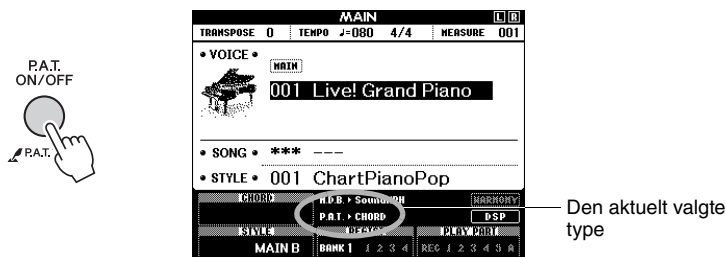 P.A.T.
ON/OFF
P.A.T.
MAIN L R
TRANSPOSE 0 TEMPO ♩=080 4/4 MEASURE 001
• VOICE •
MAIN
001 Live! Grand Piano
• SONG • *** ---
• STYLE • 001 ChartPianoPop
CHORD HARMONY
P.A.T. ▸ CHORD DSP
STYLE REGIST PLAY PART
MAIN B BANK 1 1 2 3 4 REC 1 2 3 4 5 A
Den aktuelt valgte
type